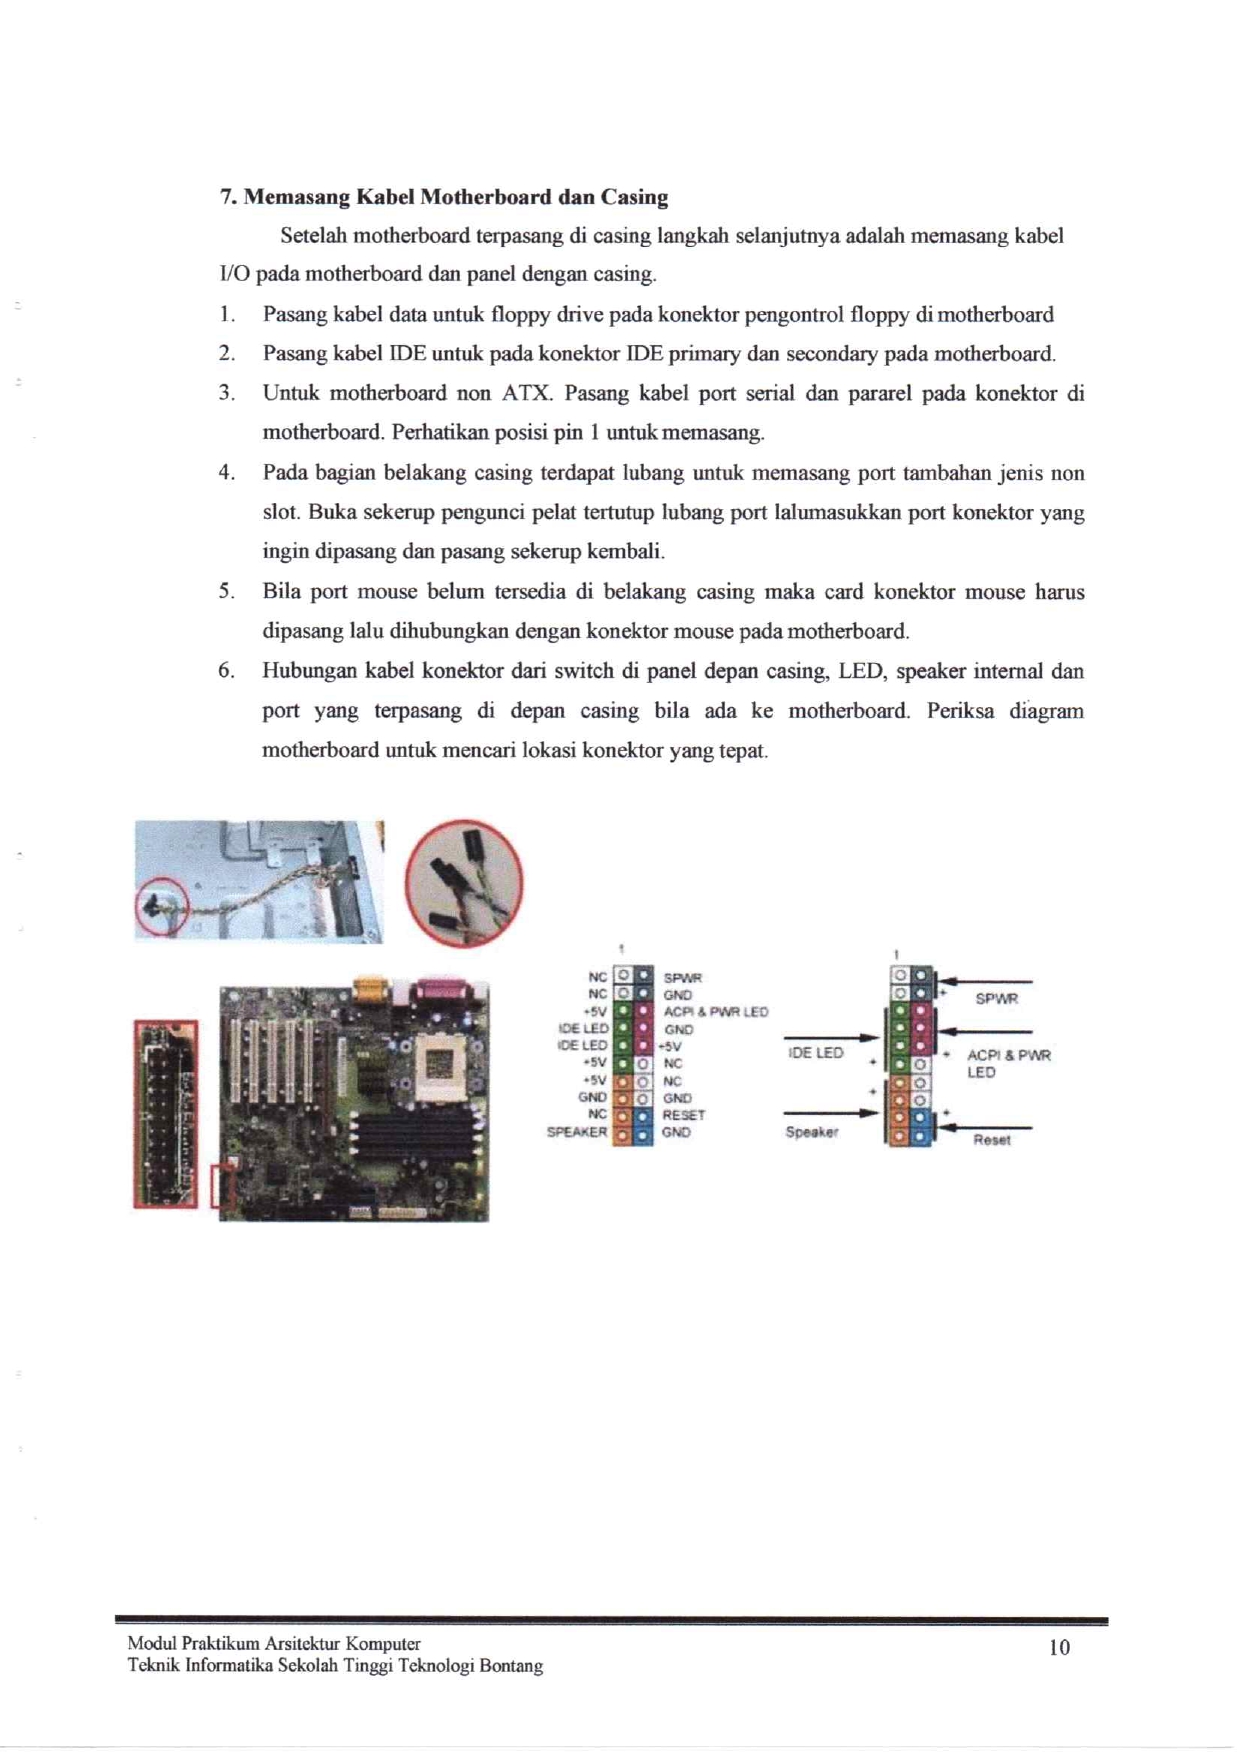 7. Memasang Kabel Motherboard dan Casing
Setelah motherboard terpasang di casing langkah selanjutnya adalah memasang kabel
I/O pada motherboard dan panel dengan casing.
1. Pasang kabel data untuk floppy drive pada konektor pengontrol floppy di motherboard
2. Pasang kabel IDE untuk pada konektor IDE primary dan secondary pada motherboard.
3. Untuk motherboard non ATX. Pasang kabel port serial dan pararel pada konektor di
motherboard. Perhatikan posisi pin 1 untuk memasang.
4. Pada bagian belakang casing terdapat lubang untuk memasang port tambahan jenis non
slot. Buka sekerup pengunci pelat tertutup lubang port lalumasukkan port konektor yang
ingin dipasang dan pasang sekerup kembali.
5. Bila port mouse belum tersedia di belakang casing maka card konektor mouse harus
dipasang lalu dihubungkan dengan konektor mouse pada motherboard.
6. Hubungan kabel konektor dari switch di panel depan casing, LED, speaker internal dan
port yang terpasang di depan casing bila ada ke motherboard. Periksa diagram
motherboard untuk mencari lokasi konektor yang tepat.
1
NC SPWR
NC GND
+5V ACPI & PWR LED
IDE LED GND
IDE LED +5V
+5V NC
+5V NC
GND GND
NC RESET
SPEAKER GND
1
+ SPWR
IDE LED
+ + ACPI & PWR
LED
+
+
Speaker
Reset
Modul Praktikum Arsitektur Komputer
10
Teknik Informatika Sekolah Tinggi Teknologi Bontang